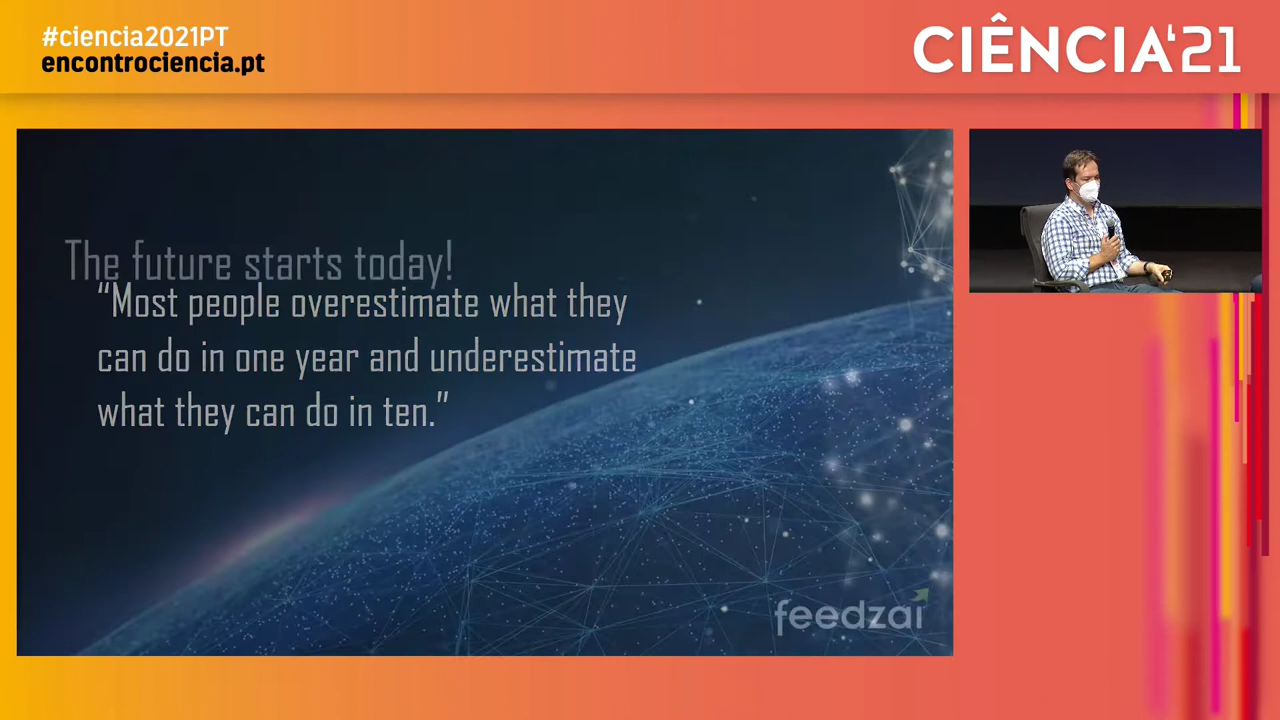 #ciencia2021PT
encontrociencia.pt
CIÊNCIA‘21
The future starts today!
“Most people overestimate what they
can do in one year and underestimate
what they can do in ten.”
feedzai